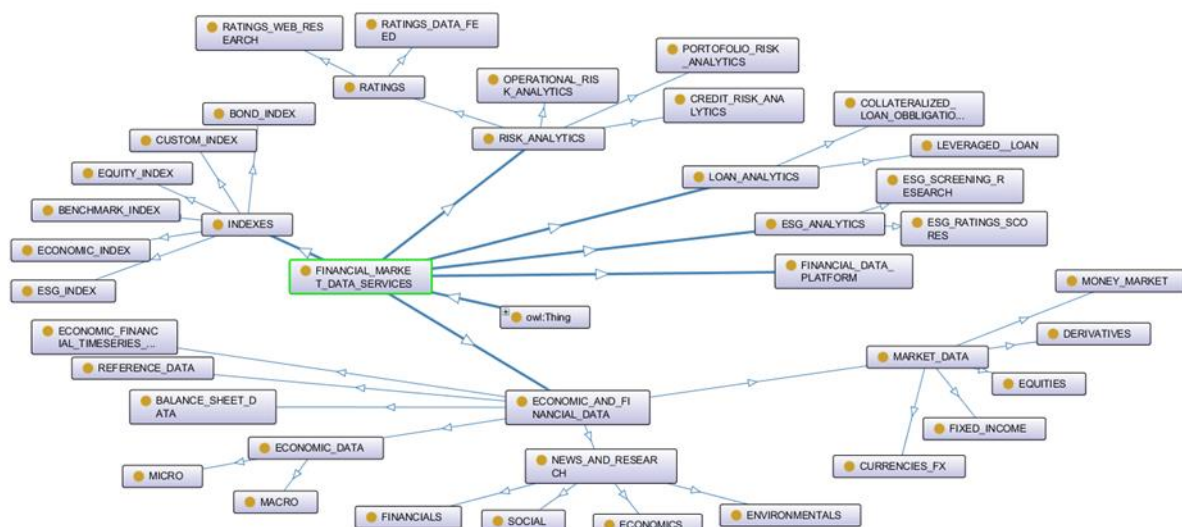 RATINGS_WEB_RES
EARCH
RATINGS_DATA_FE
ED
RATINGS
PORTOFOLIO_RISK
_ANALYTICS
OPERATIONAL_RIS
K_ANALYTICS
CREDIT_RISK_ANA
LYTICS
RISK_ANALYTICS
COLLATERALIZED_
LOAN_OBBLIGATIO...
LEVERAGED__LOAN
LOAN_ANALYTICS
ESG_SCREENING_R
ESEARCH
ESG_ANALYTICS
ESG_RATINGS_SCO
RES
BOND_INDEX
CUSTOM_INDEX
EQUITY_INDEX
BENCHMARK_INDEX
INDEXES
ECONOMIC_INDEX
ESG_INDEX
FINANCIAL_MARKE
T_DATA_SERVICES
FINANCIAL_DATA_
PLATFORM
owl:Thing
MONEY_MARKET
DERIVATIVES
MARKET_DATA
EQUITIES
FIXED_INCOME
CURRENCIES_FX
ECONOMIC_FINANC
IAL_TIMESERIES_...
REFERENCE_DATA
BALANCE_SHEET_D
ATA
ECONOMIC_AND_FI
NANCIAL_DATA
ECONOMIC_DATA
MICRO
MACRO
NEWS_AND_RESEAR
CH
FINANCIALS
SOCIAL
ECONOMICS
ENVIRONMENTALS